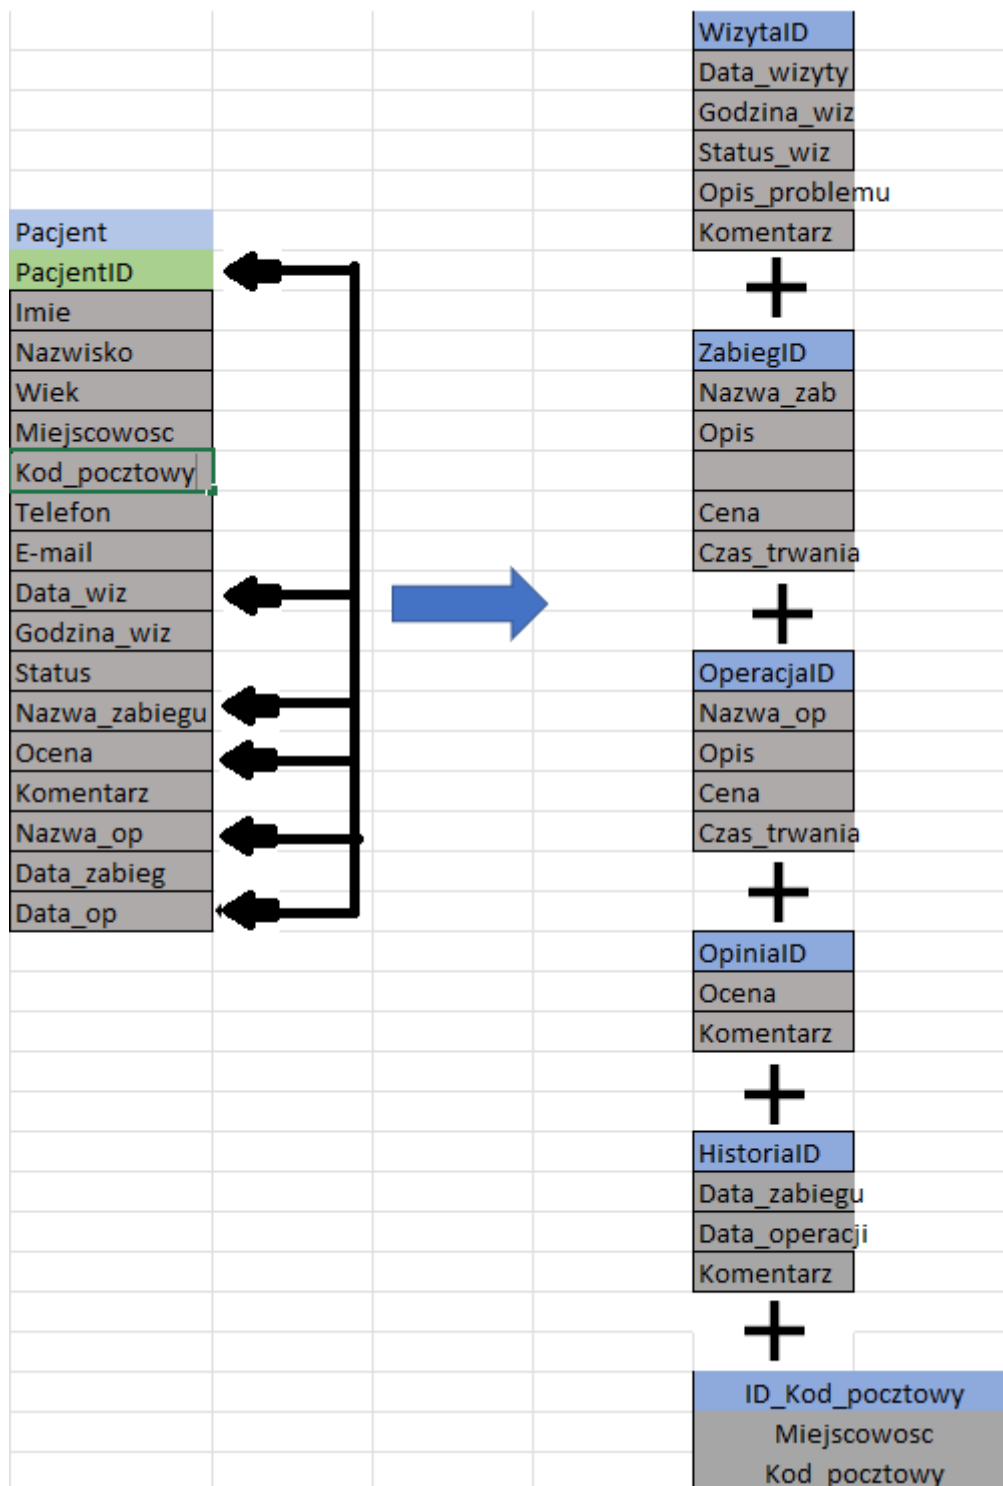 Pacjent
PacjentID
Imie
Nazwisko
Wiek
Miejscowosc
Kod_pocztowy
Telefon
E-mail
Data_wiz
Godzina_wiz
Status
Nazwa_zabiegu
Ocena
Komentarz
Nazwa_op
Data_zabieg
Data_op
WizytaID
Data_wizyty
Godzina_wiz
Status_wiz
Opis_problemu
Komentarz
ZabiegID
Nazwa_zab
Opis
Cena
Czas_trwania
OperacjaID
Nazwa_op
Opis
Cena
Czas_trwania
OpiniaID
Ocena
Komentarz
HistoriaID
Data_zabiegu
Data_operacji
Komentarz
ID_Kod_pocztowy
Miejscowosc
Kod_pocztowy